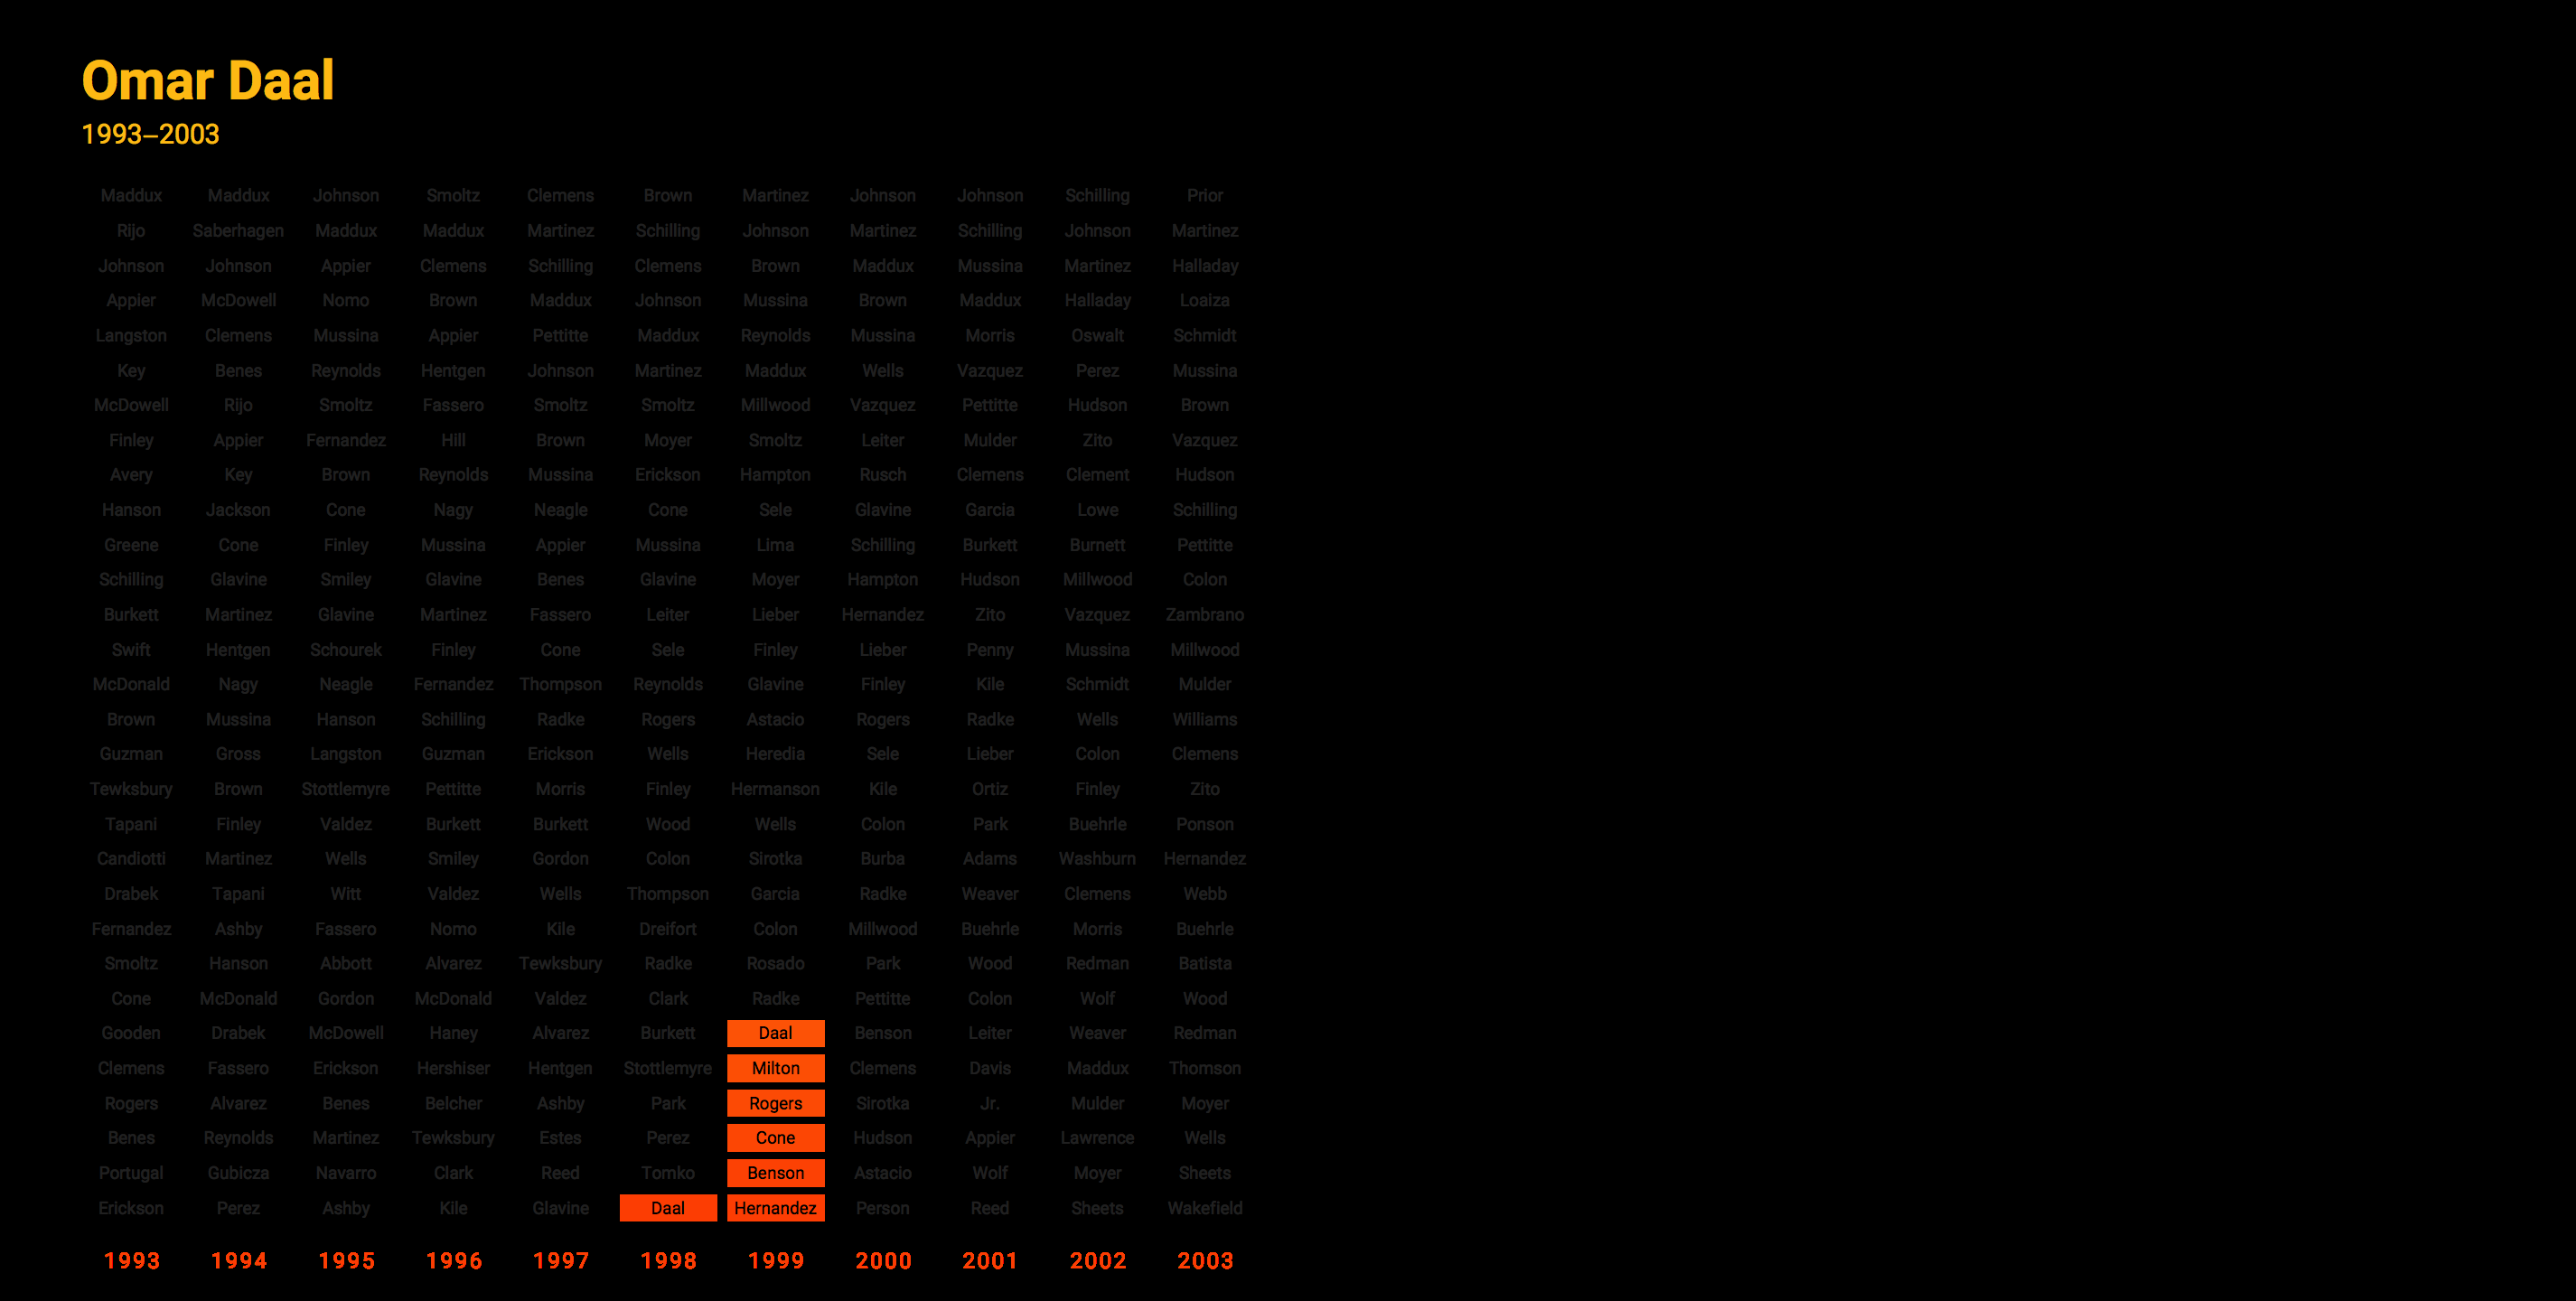 Omar Daal
1993–2003
Maddux Maddux Johnson Smoltz Clemens Brown Martinez Johnson Johnson Schilling Prior
Rijo Saberhagen Maddux Maddux Martinez Schilling Johnson Martinez Schilling Johnson Martinez
Johnson Johnson Appier Clemens Schilling Clemens Brown Maddux Mussina Martinez Halladay
Appier McDowell Nomo Brown Maddux Johnson Mussina Brown Maddux Halladay Loaiza
Langston Clemens Mussina Appier Pettitte Maddux Reynolds Mussina Morris Oswalt Schmidt
Key Benes Reynolds Hentgen Johnson Martinez Maddux Wells Vazquez Perez Mussina
McDowell Rijo Smoltz Fassero Smoltz Smoltz Millwood Vazquez Pettitte Hudson Brown
Finley Appier Fernandez Hill Brown Moyer Smoltz Leiter Mulder Zito Vazquez
Avery Key Brown Reynolds Mussina Erickson Hampton Rusch Clemens Clement Hudson
Hanson Jackson Cone Nagy Neagle Cone Sele Glavine Garcia Lowe Schilling
Greene Cone Finley Mussina Appier Mussina Lima Schilling Burkett Burnett Pettitte
Schilling Glavine Smiley Glavine Benes Glavine Moyer Hampton Hudson Millwood Colon
Burkett Martinez Glavine Martinez Fassero Leiter Lieber Hernandez Zito Vazquez Zambrano
Swift Hentgen Schourek Finley Cone Sele Finley Lieber Penny Mussina Millwood
McDonald Nagy Neagle Fernandez Thompson Reynolds Glavine Finley Kile Schmidt Mulder
Brown Mussina Hanson Schilling Radke Rogers Astacio Rogers Radke Wells Williams
Guzman Gross Langston Guzman Erickson Wells Heredia Sele Lieber Colon Clemens
Tewksbury Brown Stottlemyre Pettitte Morris Finley Hermanson Kile Ortiz Finley Zito
Tapani Finley Valdez Burkett Burkett Wood Wells Colon Park Buehrle Ponson
Candiotti Martinez Wells Smiley Gordon Colon Sirotka Burba Adams Washburn Hernandez
Drabek Tapani Witt Valdez Wells Thompson Garcia Radke Weaver Clemens Webb
Fernandez Ashby Fassero Nomo Kile Dreifort Colon Millwood Buehrle Morris Buehrle
Smoltz Hanson Abbott Alvarez Tewksbury Radke Rosado Park Wood Redman Batista
Cone McDonald Gordon McDonald Valdez Clark Radke Pettitte Colon Wolf Wood
Gooden Drabek McDowell Haney Alvarez Burkett Daal Benson Leiter Weaver Redman
Clemens Fassero Erickson Hershiser Hentgen Stottlemyre Milton Clemens Davis Maddux Thomson
Rogers Alvarez Benes Belcher Ashby Park Rogers Sirotka Jr. Mulder Moyer
Benes Reynolds Martinez Tewksbury Estes Perez Cone Hudson Appier Lawrence Wells
Portugal Gubicza Navarro Clark Reed Tomko Benson Astacio Wolf Moyer Sheets
Erickson Perez Ashby Kile Glavine Daal Hernandez Person Reed Sheets Wakefield
1993 1994 1995 1996 1997 1998 1999 2000 2001 2002 2003